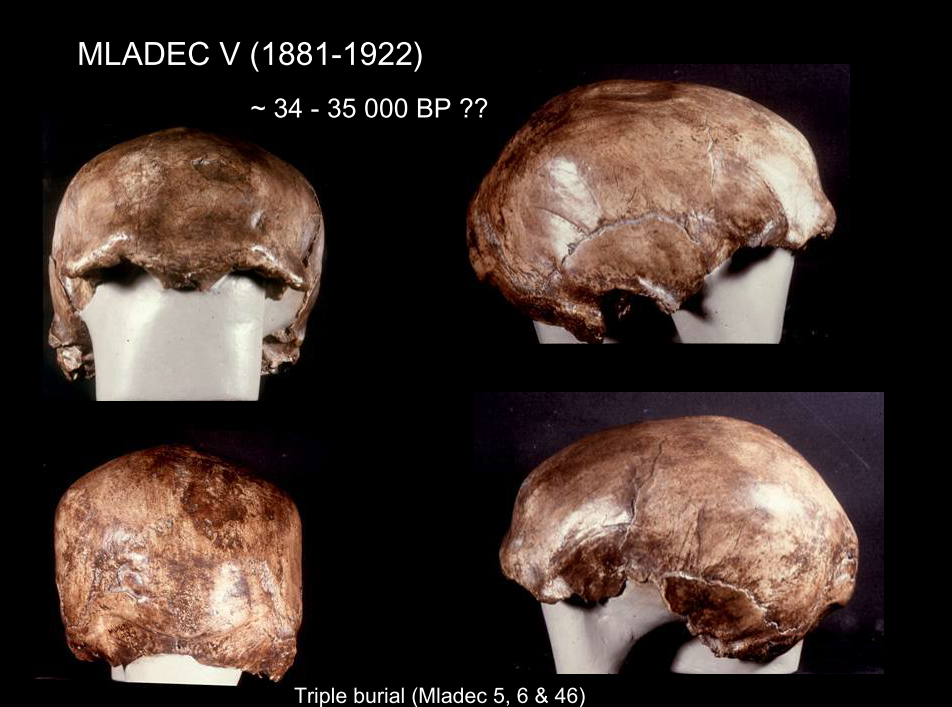 MLADEC V (1881-1922)
~ 34 - 35 000 BP ??
Triple burial (Mladec 5, 6 & 46)